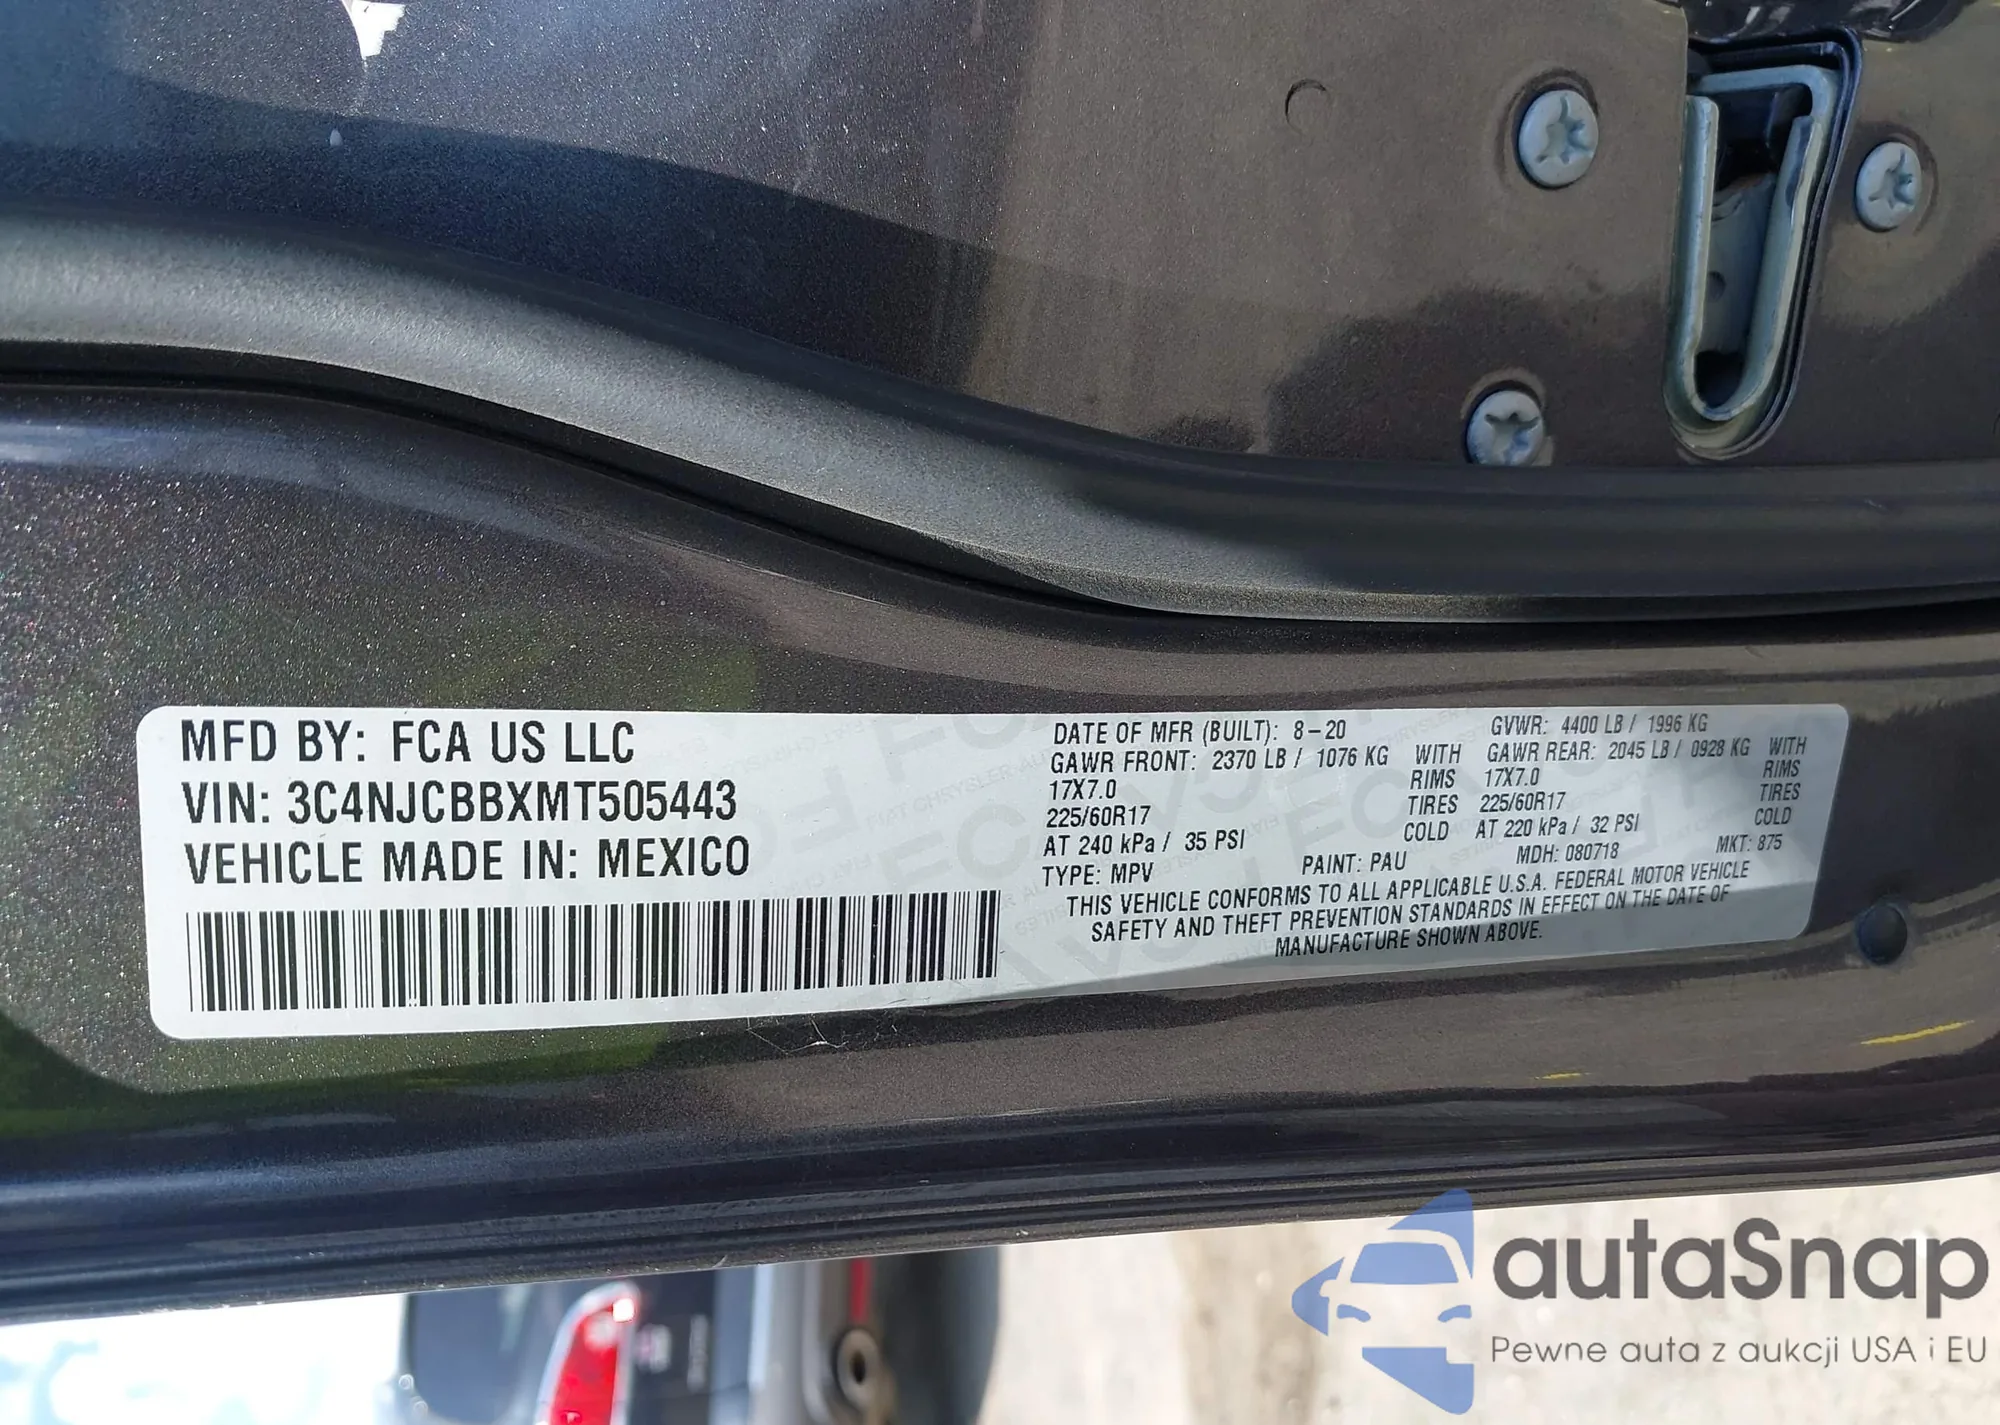 MFD BY: FCA US LLC
VIN: 3C4NJCBBXMT505443
VEHICLE MADE IN: MEXICO
DATE OF MFR (BUILT): 8-20 GVWR: 4400 LB / 1996 KG
GAWR FRONT: 2370 LB / 1076 KG WITH GAWR REAR: 2045 LB / 0928 KG WITH
17X7.0 RIMS 17X7.0 RIMS
225/60R17 TIRES 225/60R17 TIRES
AT 240 kPa / 35 PSI COLD AT 220 kPa / 32 PSI COLD
TYPE: MPV PAINT: PAU MDH: 080718 MKT: 875
THIS VEHICLE CONFORMS TO ALL APPLICABLE U.S.A. FEDERAL MOTOR VEHICLE
SAFETY AND THEFT PREVENTION STANDARDS IN EFFECT ON THE DATE OF
MANUFACTURE SHOWN ABOVE.
autaSnap
Pewne auta z aukcji USA i EU